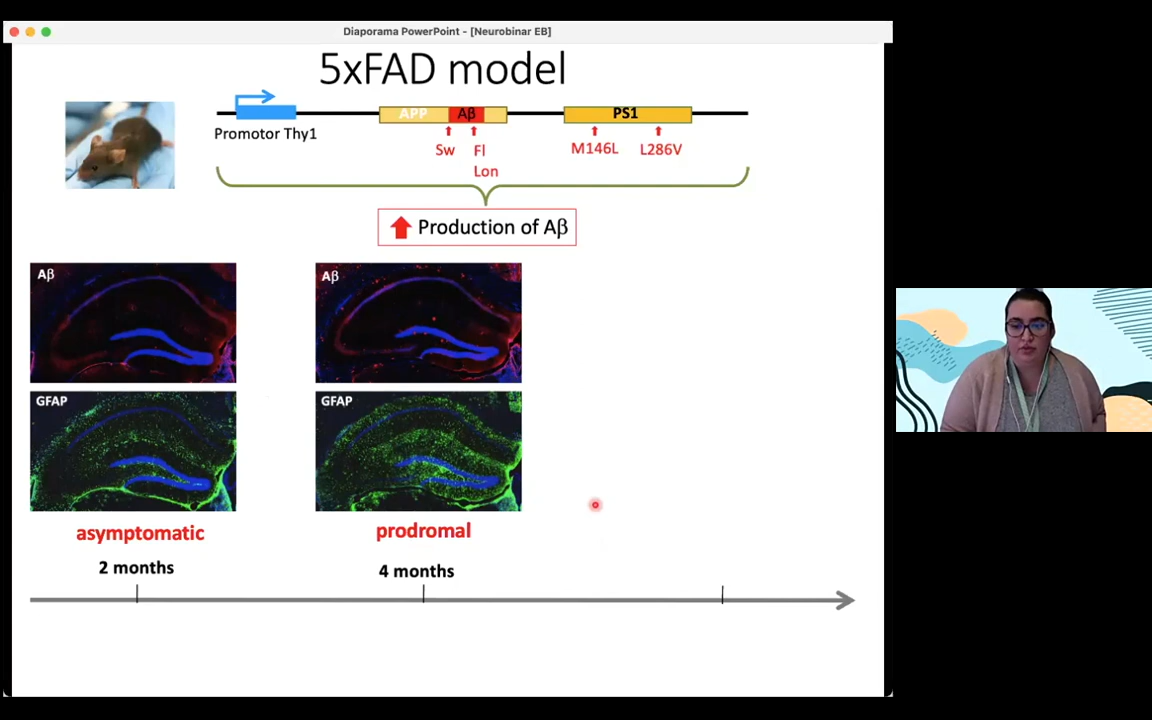 Diaporama PowerPoint - [Neurobinar EB]
5xFAD model
APP Aβ PS1
Promotor Thy1
Sw Fl M146L L286V
Lon
Production of Aβ
Aβ Aβ
GFAP GFAP
asymptomatic prodromal
2 months 4 months